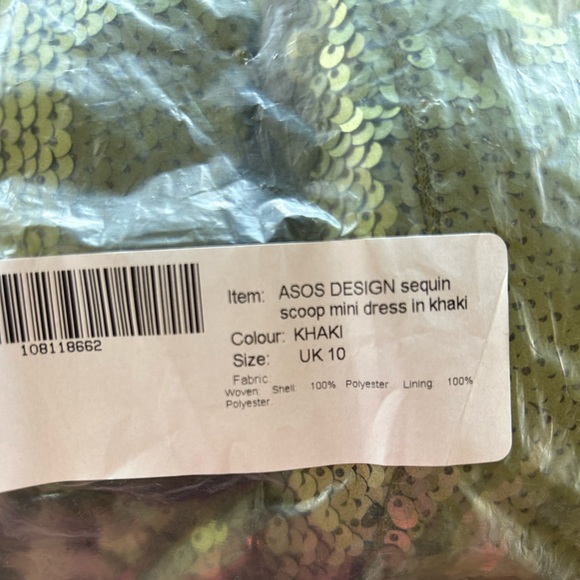 108118662
Item: ASOS DESIGN sequin
scoop mini dress in khaki
Colour: KHAKI
Size: UK 10
Fabric
Woven; Shell: 100% Polyester Lining: 100%
Polyester.